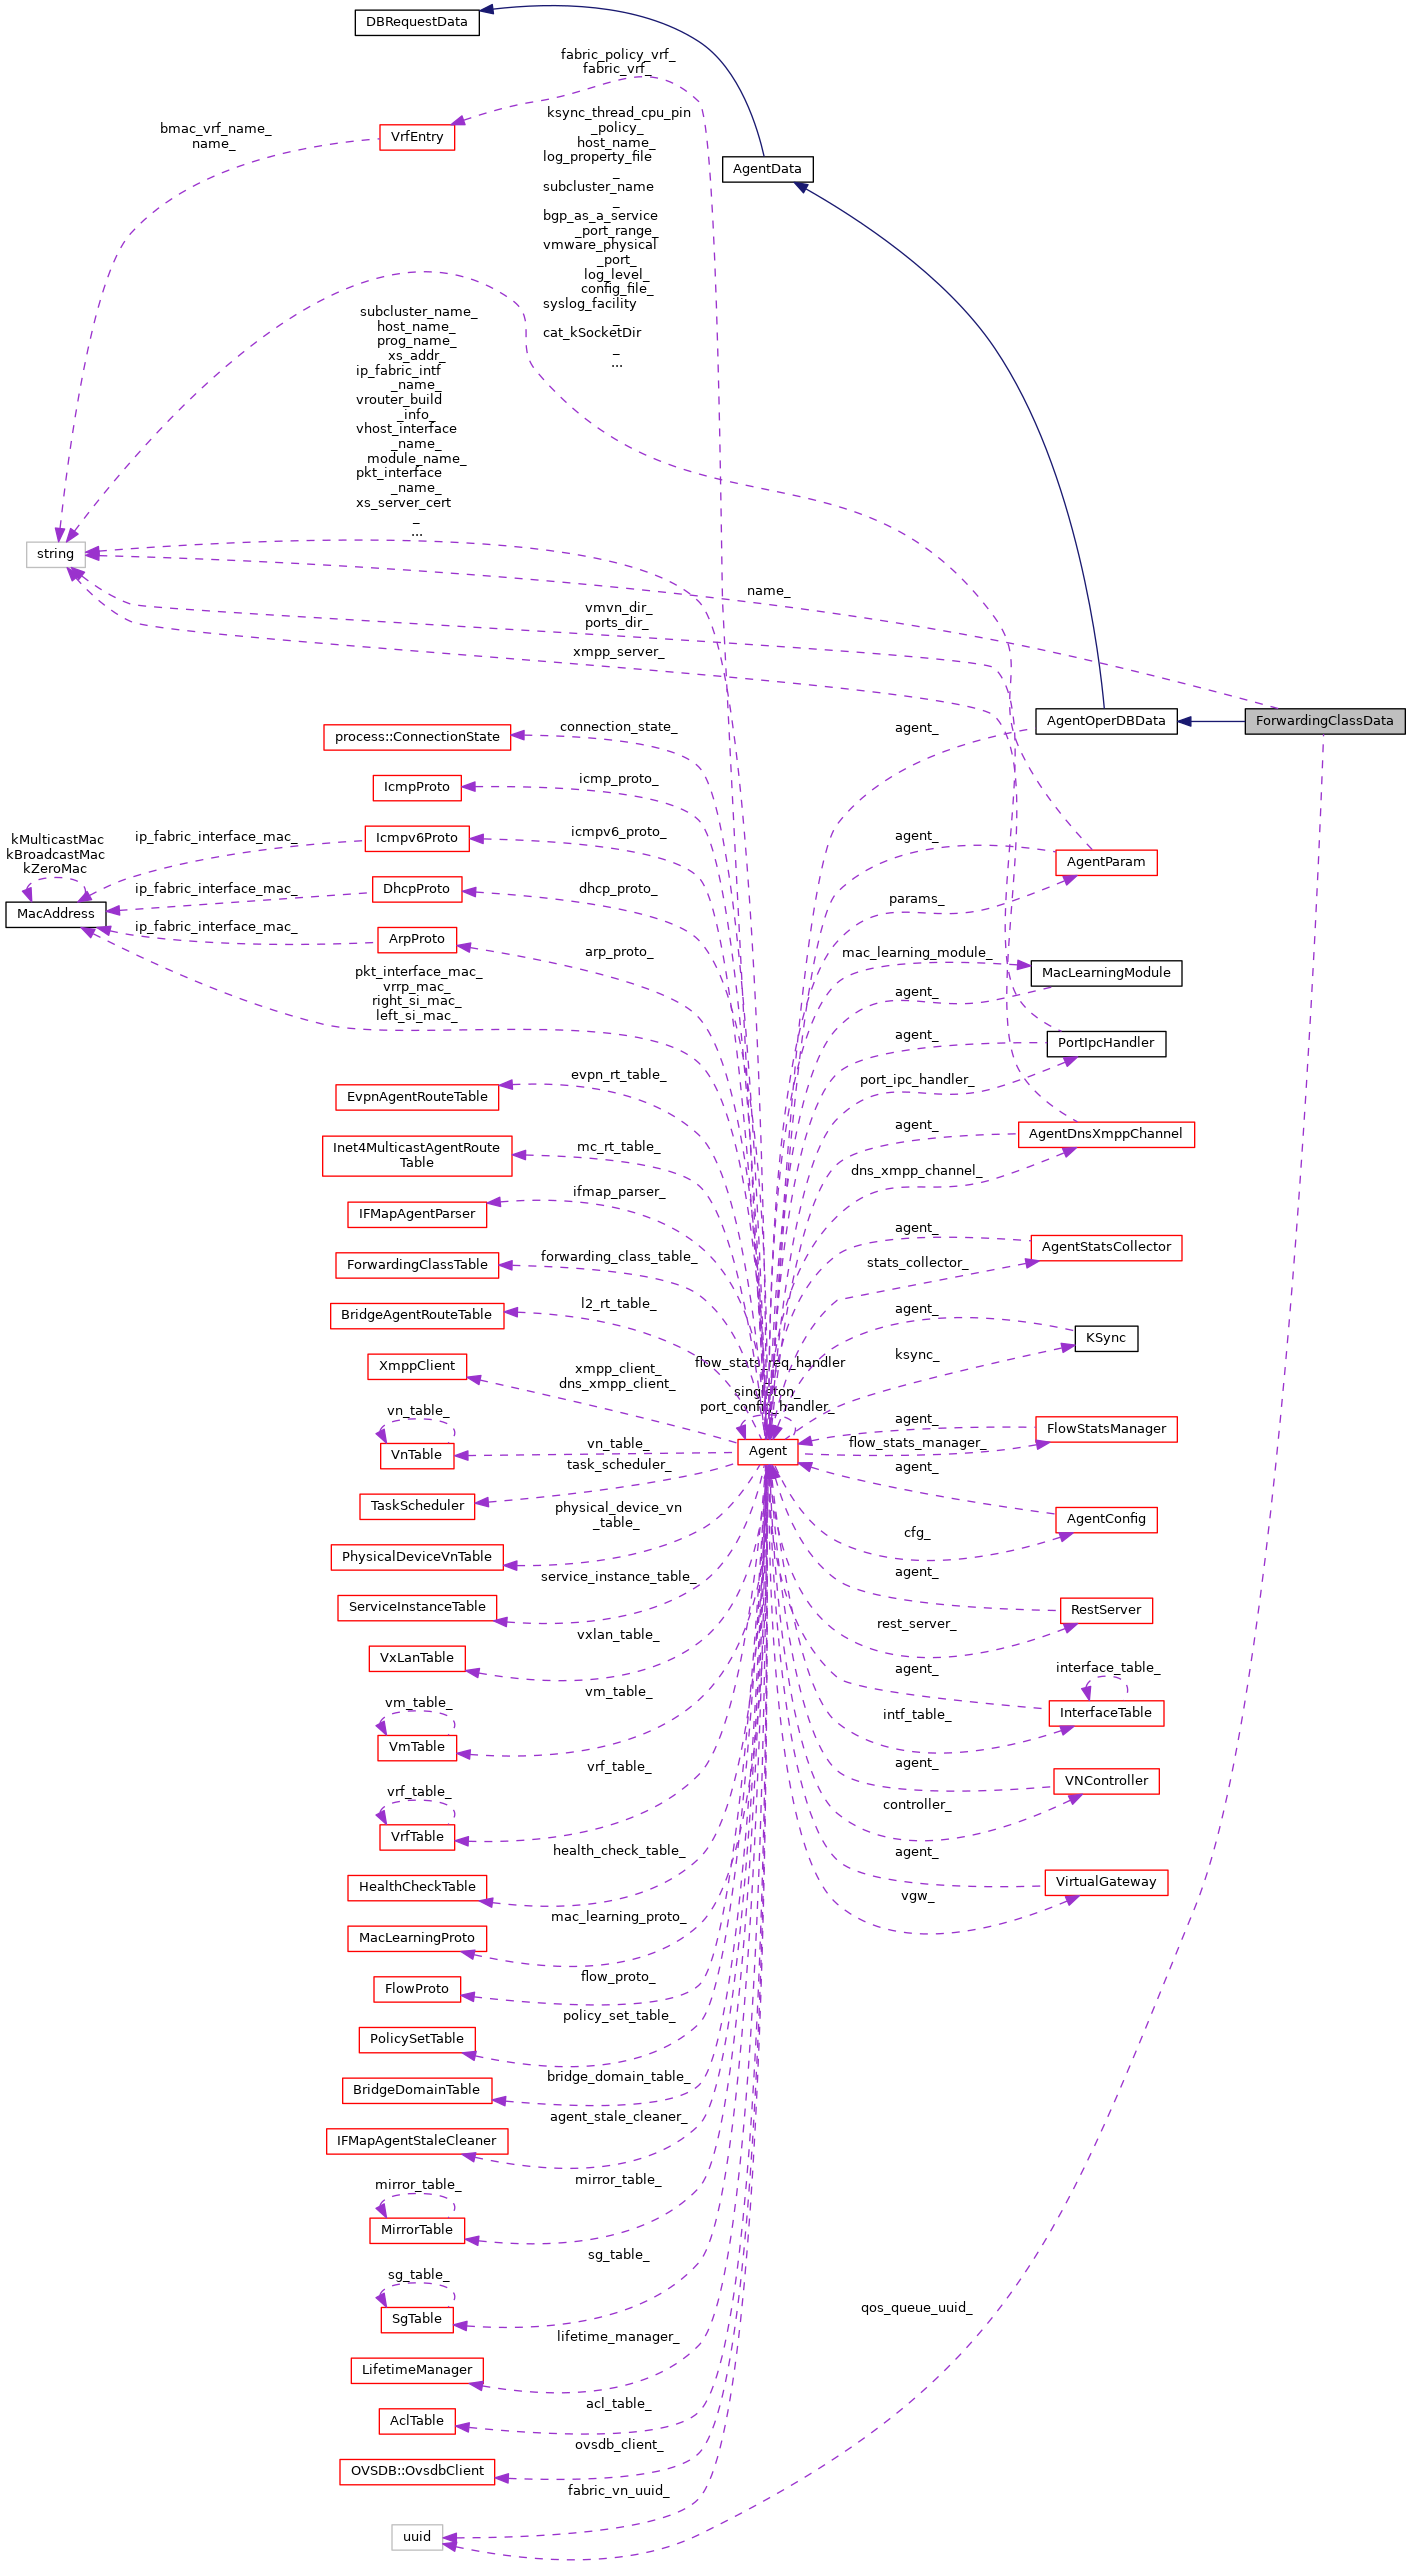 DBRequestData
fabric_policy_vrf_
fabric_vrf_
ksync_thread_cpu_pin
_policy_
host_name_
log_property_file
_
subcluster_name
_
bgp_as_a_service
_port_range_
vmware_physical
_port_
log_level_
config_file_
syslog_facility
_
cat_kSocketDir
_
...
bmac_vrf_name_
name_
VrfEntry
AgentData
subcluster_name_
host_name_
prog_name_
xs_addr_
ip_fabric_intf
_name_
vrouter_build
_info_
vhost_interface
_name_
module_name_
pkt_interface
_name_
xs_server_cert
_
...
string
name_
vmvn_dir_
ports_dir_
xmpp_server_
AgentOperDBData
ForwardingClassData
process::ConnectionState
connection_state_
agent_
IcmpProto
icmp_proto_
Icmpv6Proto
icmpv6_proto_
ip_fabric_interface_mac_
kMulticastMac
kBroadcastMac
kZeroMac
MacAddress
ip_fabric_interface_mac_
DhcpProto
dhcp_proto_
ip_fabric_interface_mac_
ArpProto
arp_proto_
pkt_interface_mac_
vrrp_mac_
right_si_mac_
left_si_mac_
agent_
AgentParam
params_
mac_learning_module_
MacLearningModule
agent_
agent_
PortIpcHandler
port_ipc_handler_
evpn_rt_table_
EvpnAgentRouteTable
agent_
AgentDnsXmppChannel
dns_xmpp_channel_
mc_rt_table_
Inet4MulticastAgentRoute
Table
ifmap_parser_
IFMapAgentParser
agent_
AgentStatsCollector
stats_collector_
forwarding_class_table_
ForwardingClassTable
l2_rt_table_
BridgeAgentRouteTable
agent_
KSync
ksync_
XmppClient
xmpp_client_
dns_xmpp_client_
flow_stats_req_handler
_
singleton_
port_config_handler_
Agent
vn_table_
VnTable
vn_table_
agent_
FlowStatsManager
flow_stats_manager_
task_scheduler_
TaskScheduler
agent_
AgentConfig
cfg_
physical_device_vn
_table_
PhysicalDeviceVnTable
service_instance_table_
ServiceInstanceTable
agent_
RestServer
rest_server_
vxlan_table_
VxLanTable
agent_
interface_table_
InterfaceTable
intf_table_
vm_table_
vm_table_
VmTable
agent_
VNController
controller_
vrf_table_
vrf_table_
VrfTable
health_check_table_
HealthCheckTable
agent_
VirtualGateway
vgw_
mac_learning_proto_
MacLearningProto
flow_proto_
FlowProto
policy_set_table_
PolicySetTable
bridge_domain_table_
BridgeDomainTable
agent_stale_cleaner_
IFMapAgentStaleCleaner
mirror_table_
mirror_table_
MirrorTable
sg_table_
sg_table_
SgTable
qos_queue_uuid_
lifetime_manager_
LifetimeManager
acl_table_
AclTable
ovsdb_client_
OVSDB::OvsdbClient
fabric_vn_uuid_
uuid